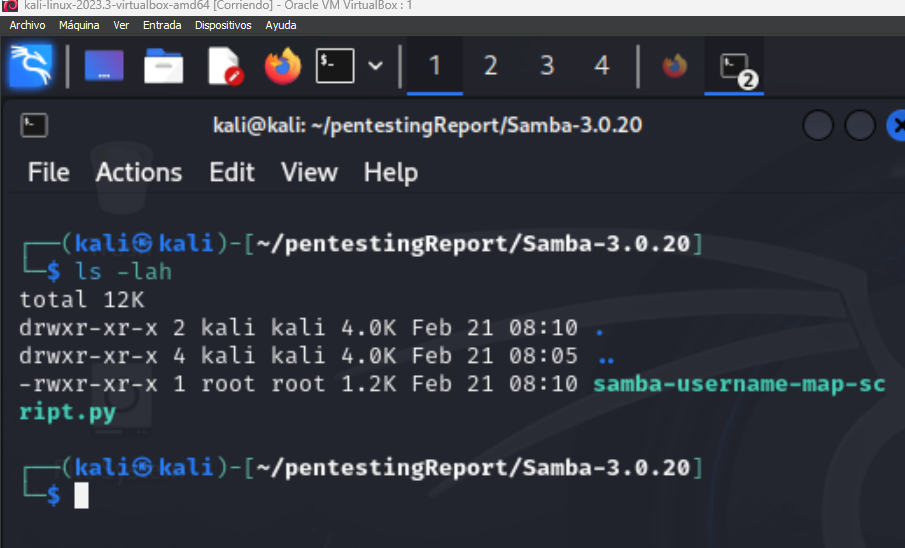 kali-linux-2023.3-virtualbox-amd64 [Corriendo] - Oracle VM VirtualBox : 1
Archivo Máquina Ver Entrada Dispositivos Ayuda
1 2 3 4 2
kali@kali: ~/pentestingReport/Samba-3.0.20
File Actions Edit View Help
┌──(kali㉿kali)-[~/pentestingReport/Samba-3.0.20]
└─$ ls -lah
total 12K
drwxr-xr-x 2 kali kali 4.0K Feb 21 08:10 .
drwxr-xr-x 4 kali kali 4.0K Feb 21 08:05 ..
-rwxr-xr-x 1 root root 1.2K Feb 21 08:10 samba-username-map-sc
ript.py
┌──(kali㉿kali)-[~/pentestingReport/Samba-3.0.20]
└─$